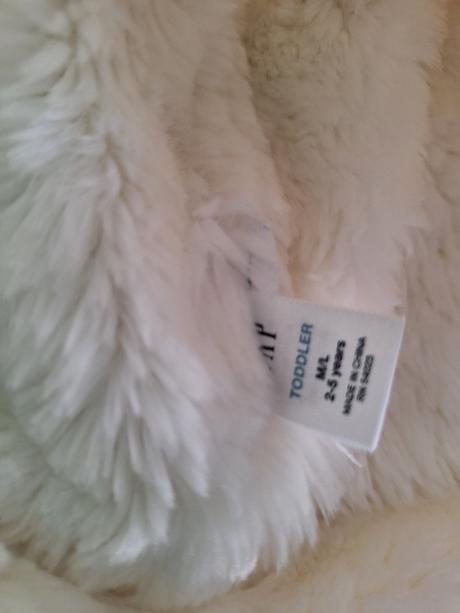 TODDLER
M/L
2-5 years
MADE IN CHINA
RN 54023